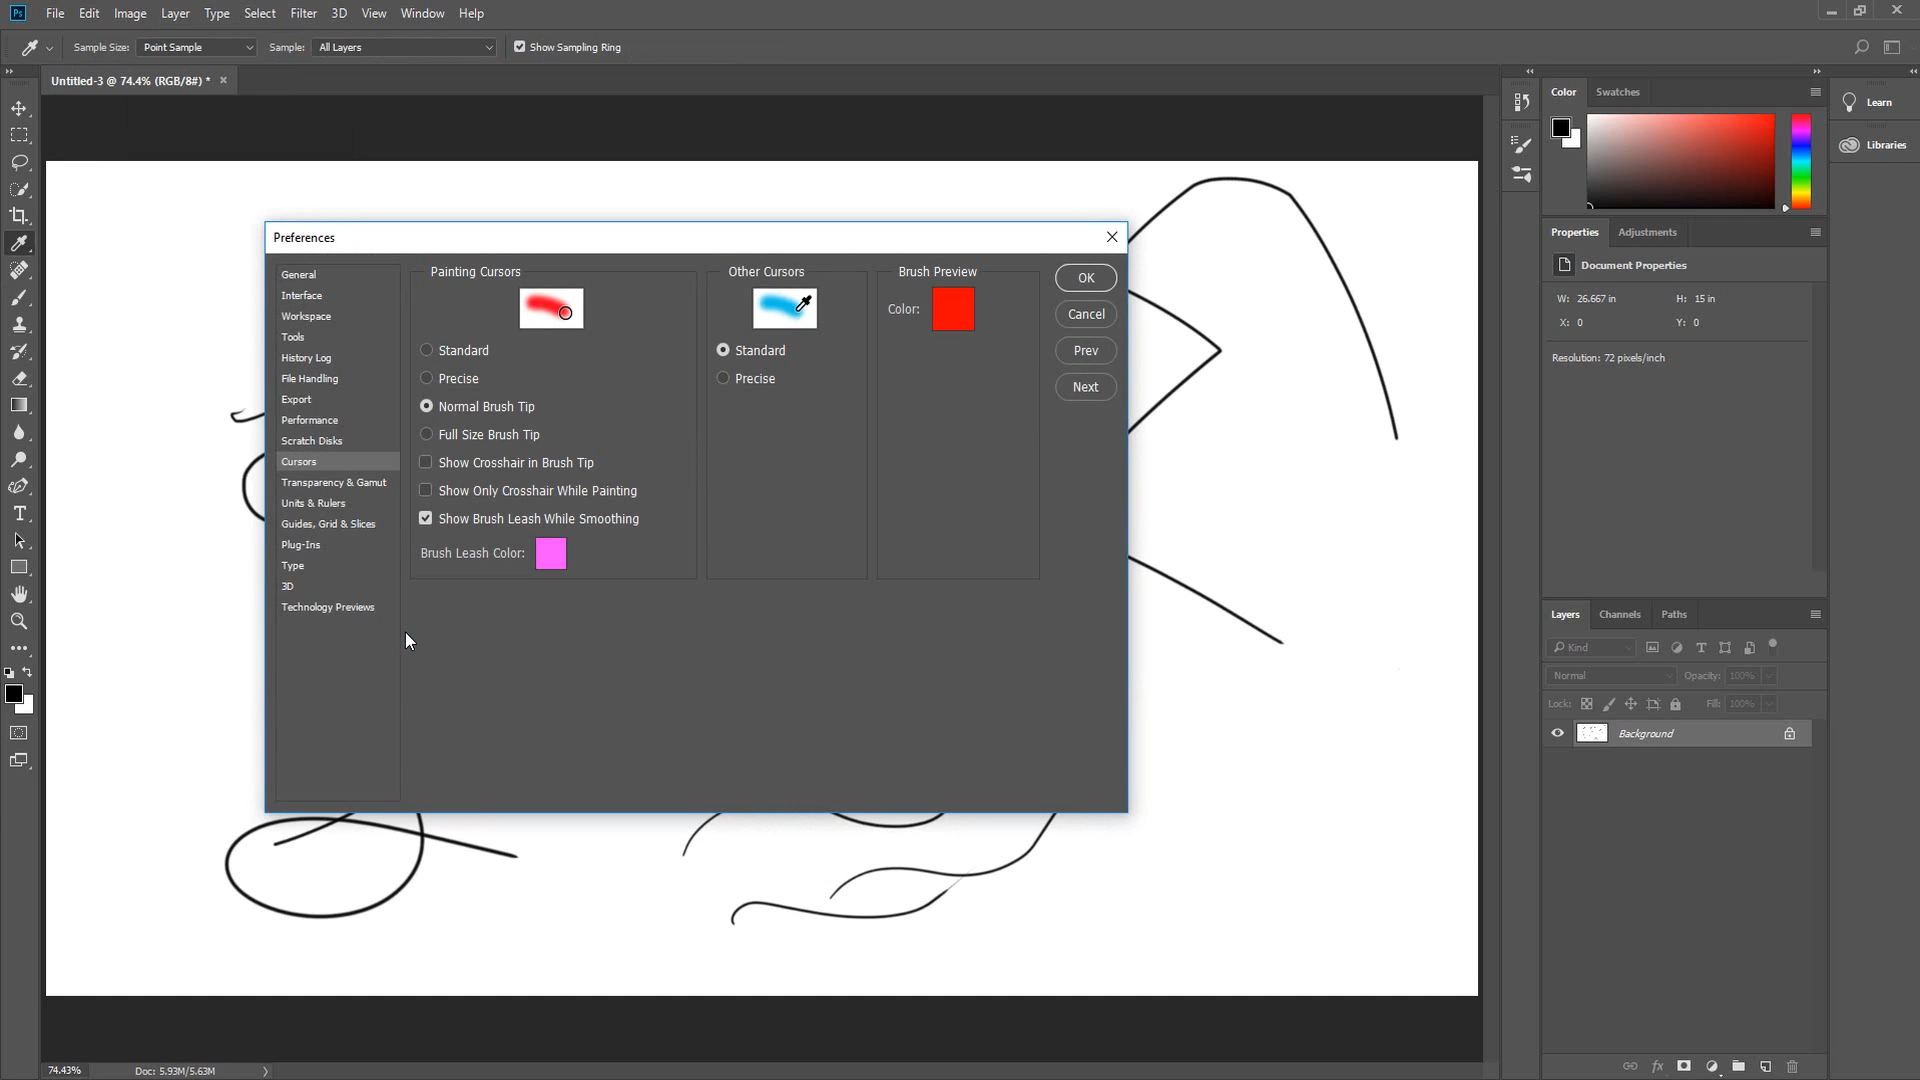 Ps File Edit Image Layer Type Select Filter 3D View Window Help
Sample Size: Point Sample Sample: All Layers Show Sampling Ring
Untitled-3 @ 74.4% (RGB/8#) * ×
Preferences
General
Interface
Workspace
Tools
History Log
File Handling
Export
Performance
Scratch Disks
Cursors
Transparency & Gamut
Units & Rulers
Guides, Grid & Slices
Plug-Ins
Type
3D
Technology Previews
Painting Cursors
Standard
Precise
Normal Brush Tip
Full Size Brush Tip
Show Crosshair in Brush Tip
Show Only Crosshair While Painting
Show Brush Leash While Smoothing
Brush Leash Color:
Other Cursors
Standard
Precise
Brush Preview
Color:
OK
Cancel
Prev
Next
Color Swatches
Learn
Libraries
Properties Adjustments
Document Properties
W: 26.667 in H: 15 in
X: 0 Y: 0
Resolution: 72 pixels/inch
Layers Channels Paths
Kind
Normal Opacity: 100%
Lock: Fill: 100%
Background
fx
74.43% Doc: 5.93M/5.63M